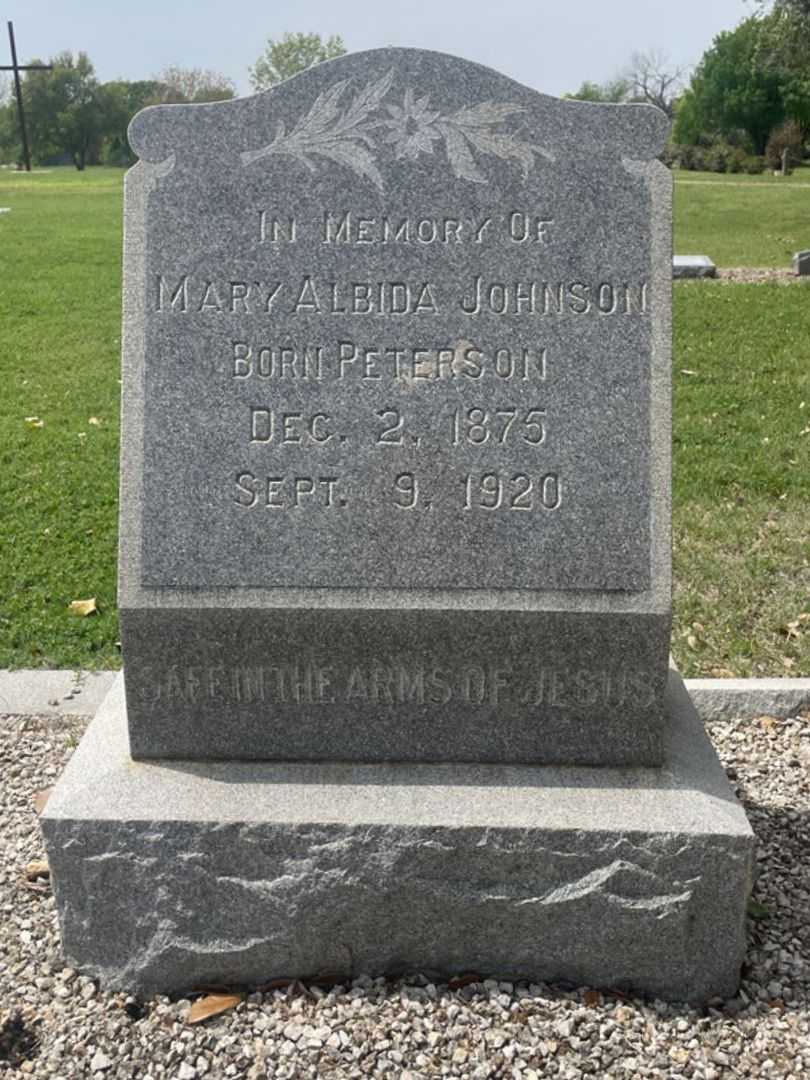 In Memory Of
Mary Albida Johnson
Born Peterson
Dec. 2, 1875
Sept. 9, 1920
SAFE IN THE ARMS OF JESUS